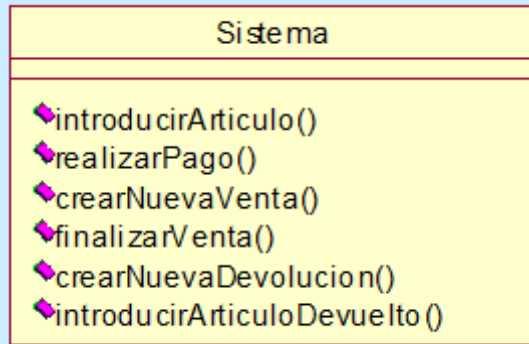 Sistema
introducirArticulo()
realizarPago()
crearNuevaVenta()
finalizarVenta()
crearNuevaDevolucion()
introducirArticuloDevuelto()